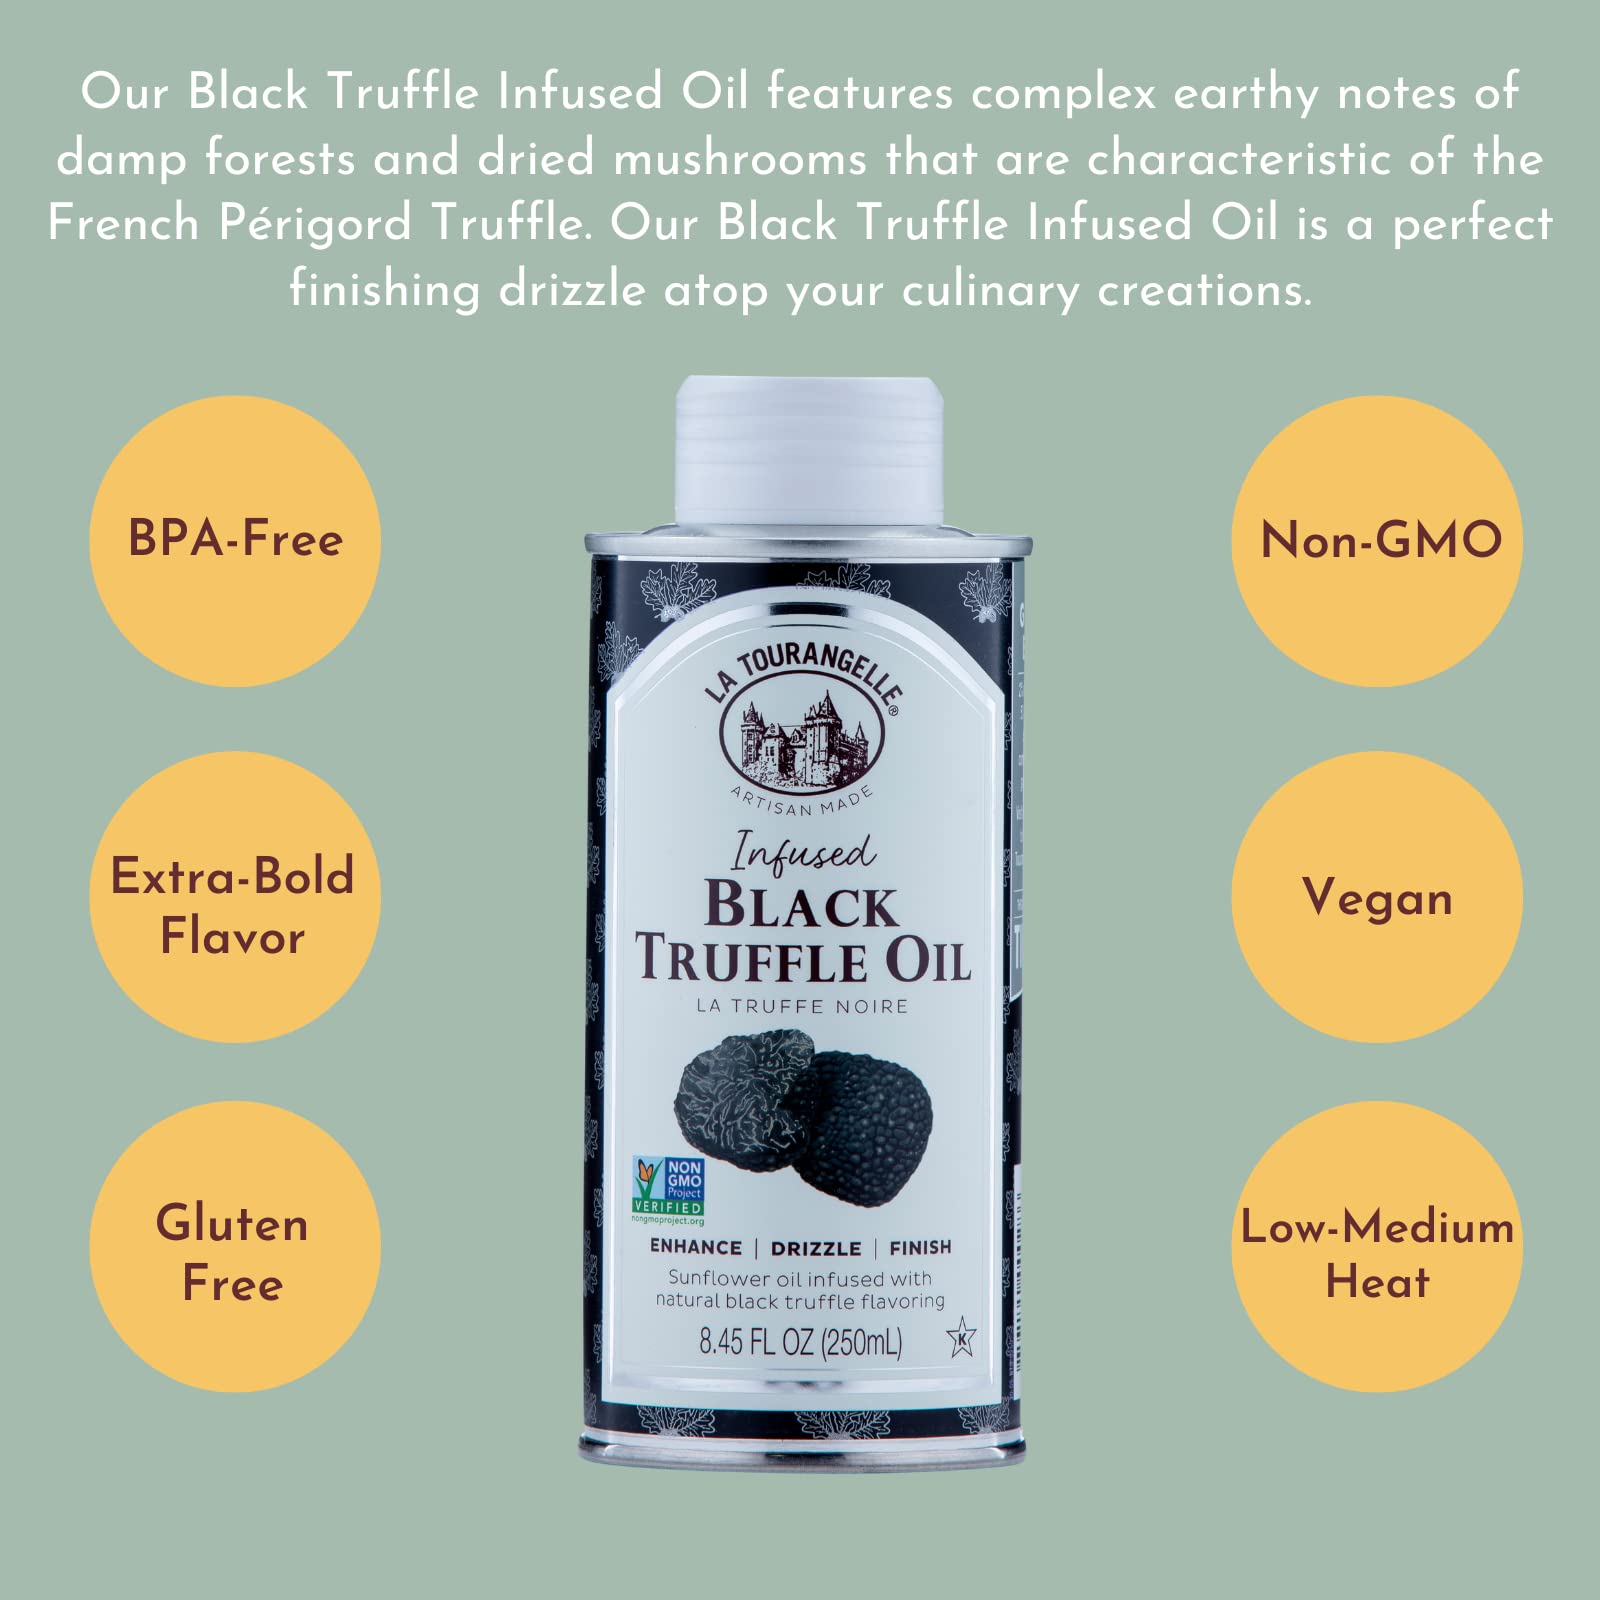 Our Black Truffle Infused Oil features complex earthy notes of
damp forests and dried mushrooms that are characteristic of the
French Périgord Truffle. Our Black Truffle Infused Oil is a perfect
finishing drizzle atop your culinary creations.
BPA-Free
Extra-Bold
Flavor
Gluten
Free
LA TOURANGELLE®
ARTISAN MADE
Infused
BLACK
TRUFFLE OIL
LA TRUFFE NOIRE
NON
GMO
Project
VERIFIED
nongmoproject.org
ENHANCE | DRIZZLE | FINISH
Sunflower oil infused with
natural black truffle flavoring
8.45 FL OZ (250mL)
K
Non-GMO
Vegan
Low-Medium
Heat